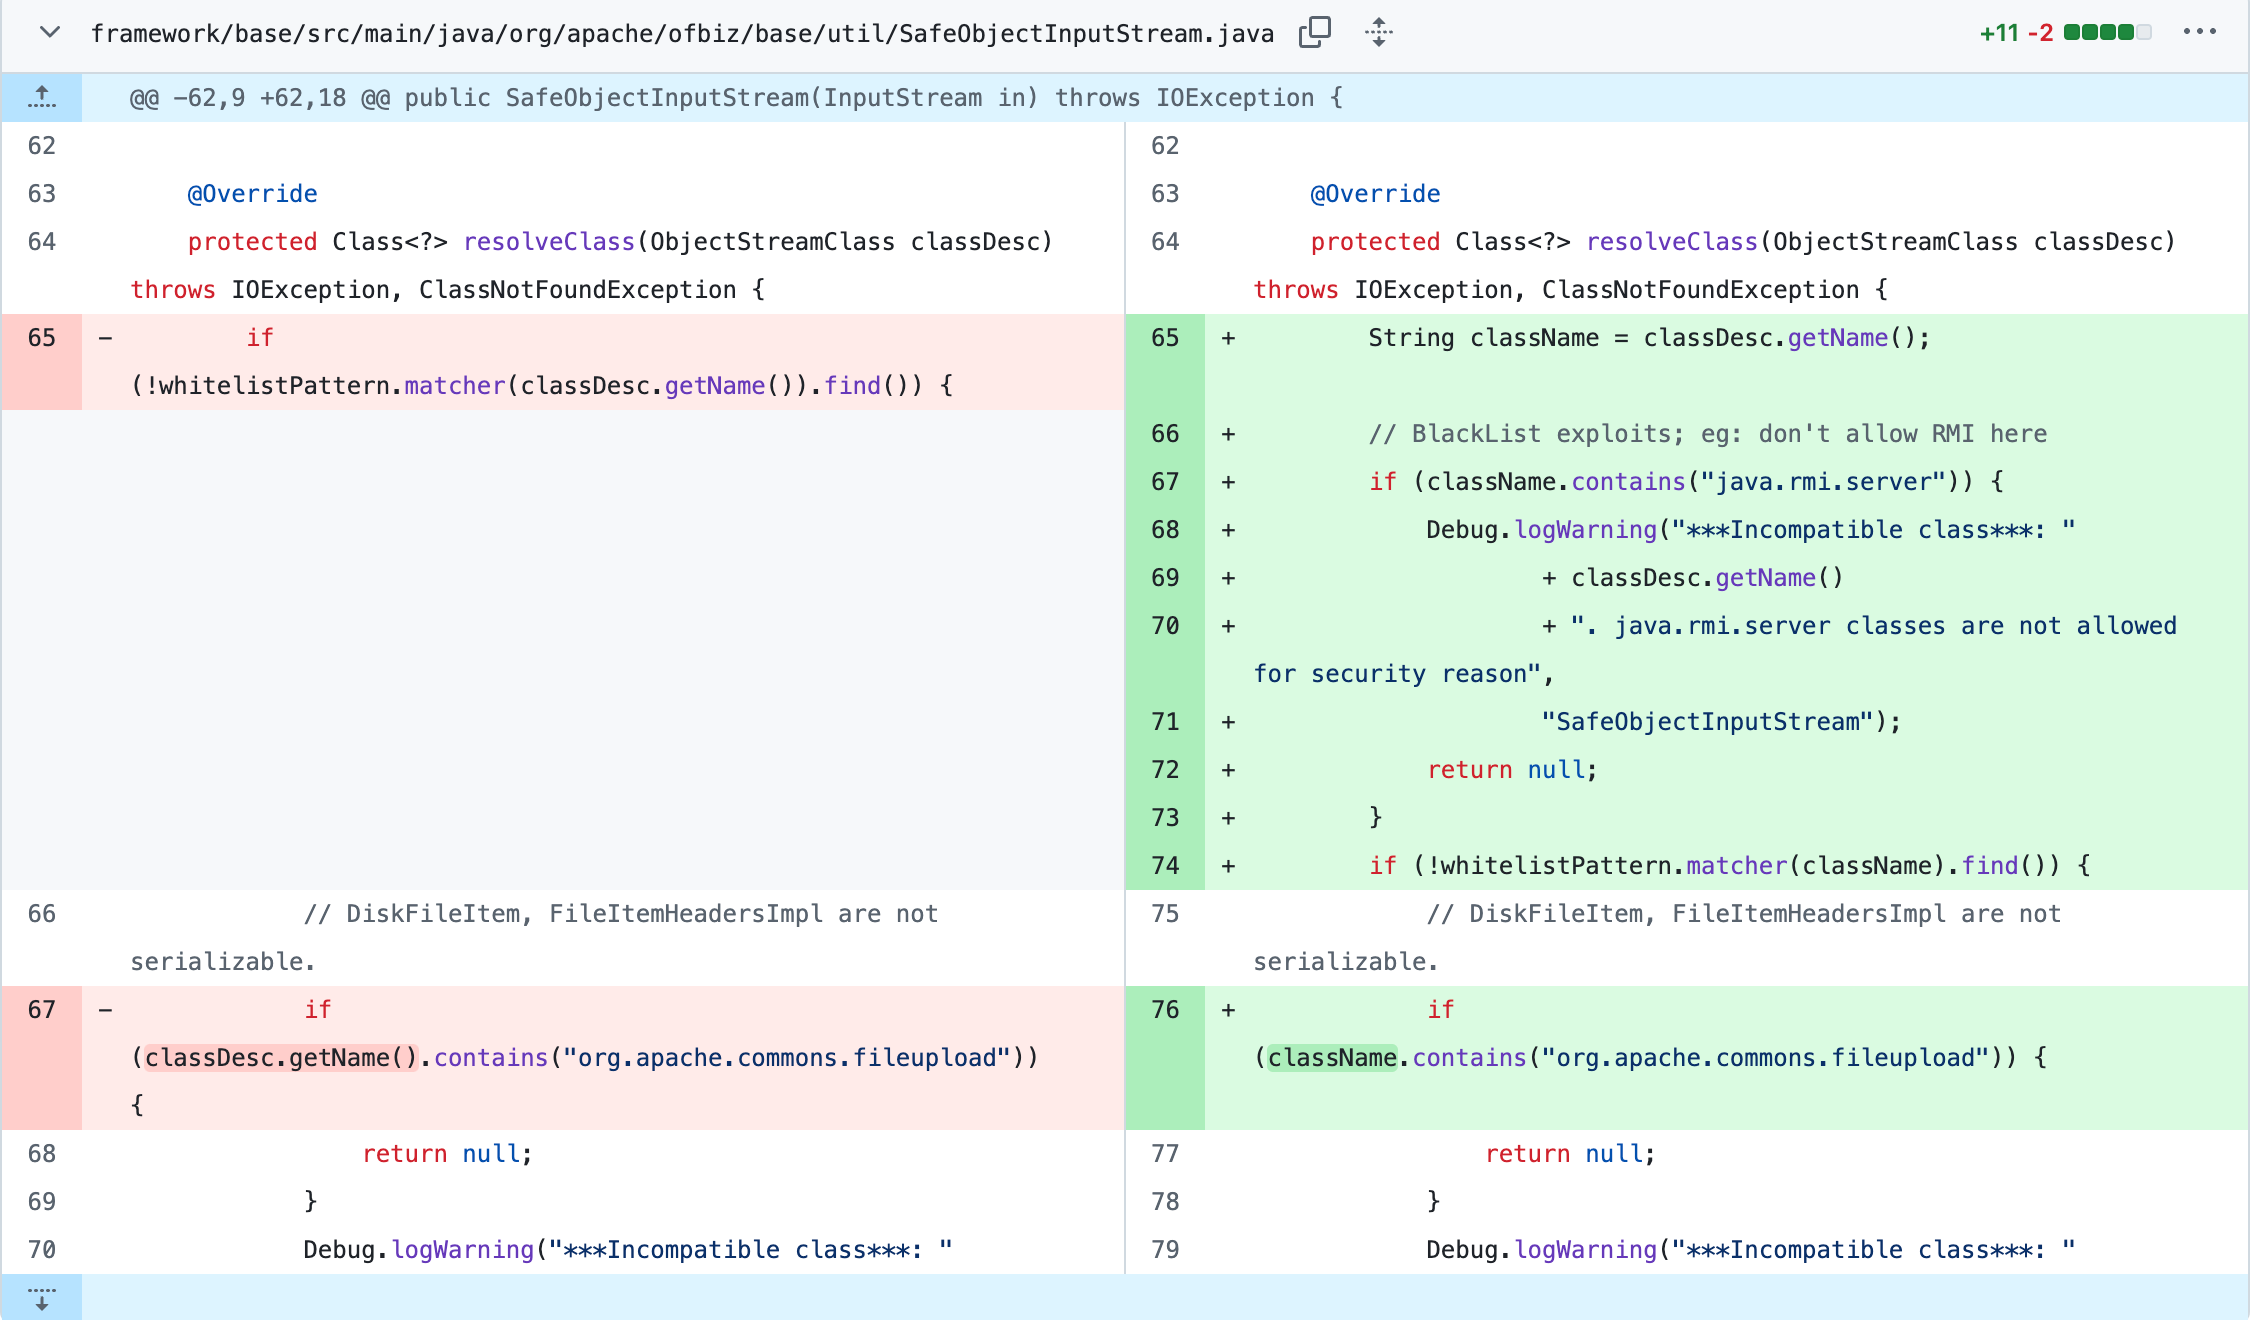 framework/base/src/main/java/org/apache/ofbiz/base/util/SafeObjectInputStream.java
+11 -2
@@ -62,9 +62,18 @@ public SafeObjectInputStream(InputStream in) throws IOException {
62
63 @Override
64 protected Class<?> resolveClass(ObjectStreamClass classDesc)
throws IOException, ClassNotFoundException {
65 - if
(!whitelistPattern.matcher(classDesc.getName()).find()) {
66 // DiskFileItem, FileItemHeadersImpl are not
serializable.
67 - if
(classDesc.getName().contains("org.apache.commons.fileupload"))
{
68 return null;
69 }
70 Debug.logWarning("***Incompatible class***: "
62
63 @Override
64 protected Class<?> resolveClass(ObjectStreamClass classDesc)
throws IOException, ClassNotFoundException {
65 + String className = classDesc.getName();
66 + // BlackList exploits; eg: don't allow RMI here
67 + if (className.contains("java.rmi.server")) {
68 + Debug.logWarning("***Incompatible class***: "
69 + + classDesc.getName()
70 + + ". java.rmi.server classes are not allowed
for security reason",
71 + "SafeObjectInputStream");
72 + return null;
73 + }
74 + if (!whitelistPattern.matcher(className).find()) {
75 // DiskFileItem, FileItemHeadersImpl are not
serializable.
76 + if
(className.contains("org.apache.commons.fileupload")) {
77 return null;
78 }
79 Debug.logWarning("***Incompatible class***: "